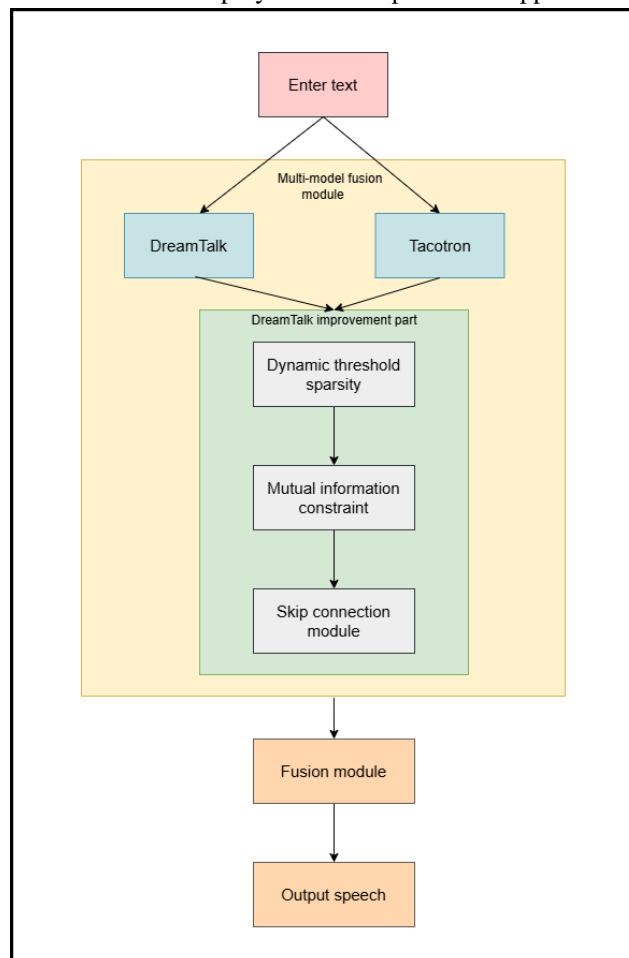 Enter text
Multi-model fusion
module
DreamTalk
Tacotron
DreamTalk improvement part
Dynamic threshold
sparsity
Mutual information
constraint
Skip connection
module
Fusion module
Output speech